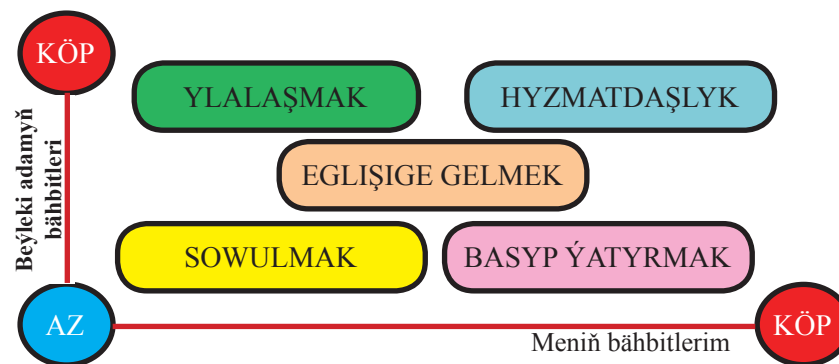 KÖP
YLALAŞMAK
HYZMATDAŞLYK
Beýleki adamyň
bähbitleri
EGLIŞIGE GELMEK
SOWULMAK
BASYP ÝATYRMAK
AZ
KÖP
Meniň bähbitlerim